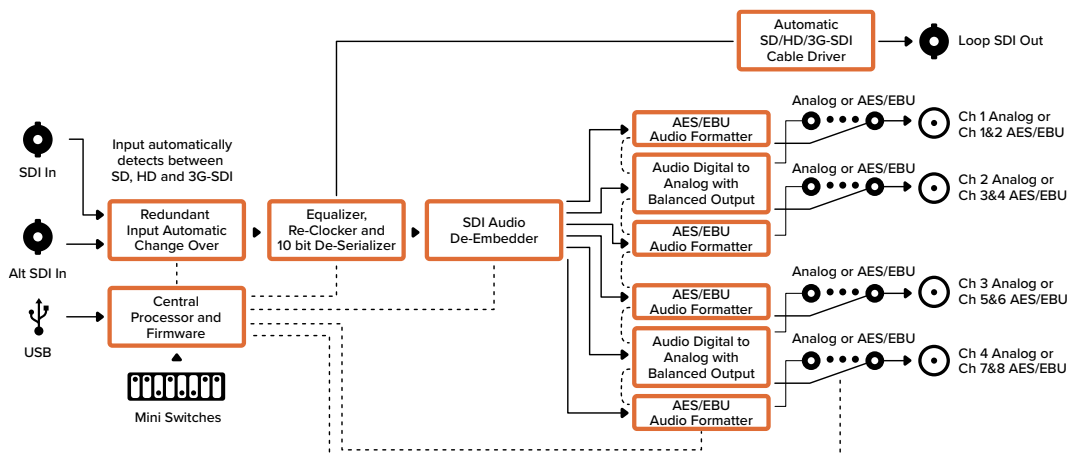 Automatic
SD/HD/3G-SDI
Cable Driver
Loop SDI Out
SDI In
Input automatically
detects between
SD, HD and 3G-SDI
Alt SDI In
Redundant
Input Automatic
Change Over
Equalizer,
Re-Clocker and
10 bit De-Serializer
SDI Audio
De-Embedder
USB
Central
Processor and
Firmware
Mini Switches
AES/EBU
Audio Formatter
Audio Digital to
Analog with
Balanced Output
AES/EBU
Audio Formatter
AES/EBU
Audio Formatter
Audio Digital to
Analog with
Balanced Output
AES/EBU
Audio Formatter
Analog or AES/EBU
Ch 1 Analog or
Ch 1&2 AES/EBU
Analog or AES/EBU
Ch 2 Analog or
Ch 3&4 AES/EBU
Analog or AES/EBU
Ch 3 Analog or
Ch 5&6 AES/EBU
Analog or AES/EBU
Ch 4 Analog or
Ch 7&8 AES/EBU